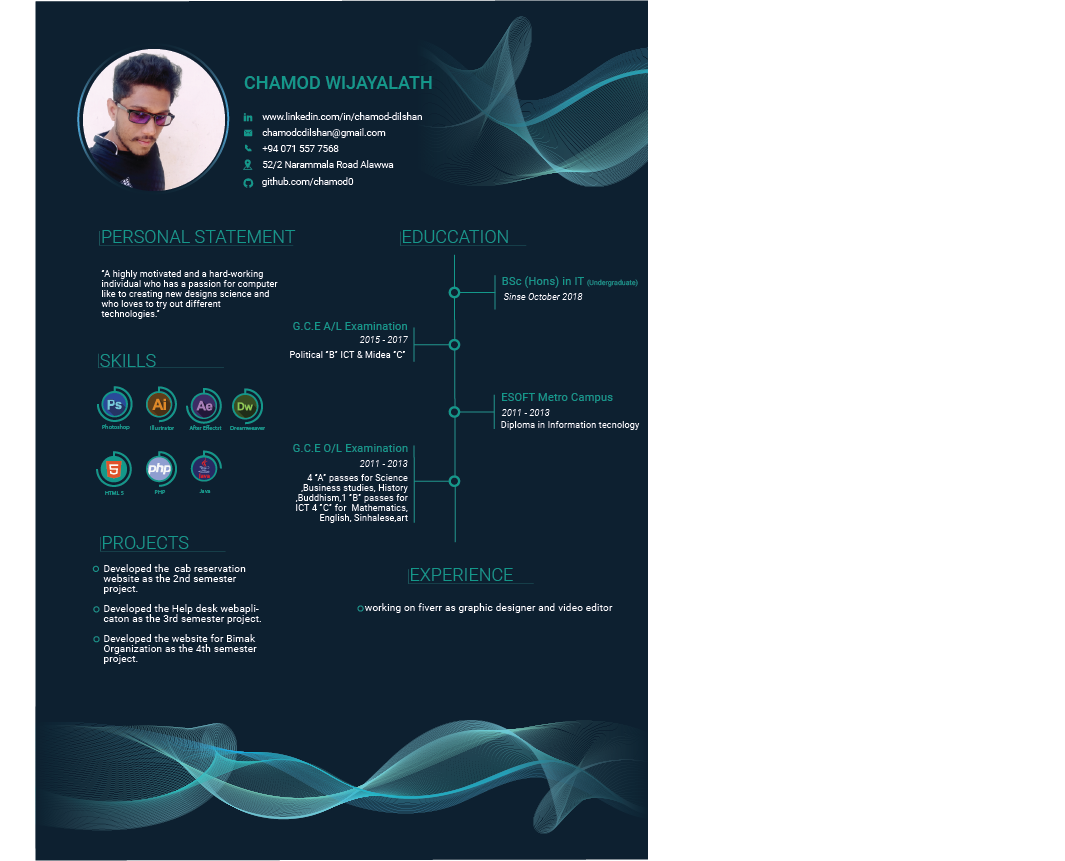 CHAMOD WIJAYALATH
www.linkedin.com/in/chamod-dilshan
chamodcdilshan@gmail.com
+94 071 557 7568
52/2 Narammala Road Alawwa
github.com/chamod0
PERSONAL STATEMENT
"A highly motivated and a hard-working
individual who has a passion for computer
like to creating new designs science and
who loves to try out different
technologies."
SKILLS
Ps
Ai
Ae
Dw
Photoshop
Illustrator
After Effectst
Dreemweaver
5
php
HTML 5
PHP
Java
PROJECTS
Developed the cab reservation
website as the 2nd semester
project.
Developed the Help desk webapli-
caton as the 3rd semester project.
Developed the website for Bimak
Organization as the 4th semester
project.
EDUCCATION
BSc (Hons) in IT (Undergraduate)
Sinse October 2018
G.C.E A/L Examination
2015 - 2017
Political "B" ICT & Midea "C"
ESOFT Metro Campus
2011 - 2013
Diploma in Information tecnology
G.C.E O/L Examination
2011 - 2013
4 "A" passes for Science
,Business studies, History
,Buddhism,1 "B" passes for
ICT 4 "C" for Mathematics,
English, Sinhalese,art
EXPERIENCE
working on fiverr as graphic designer and video editor